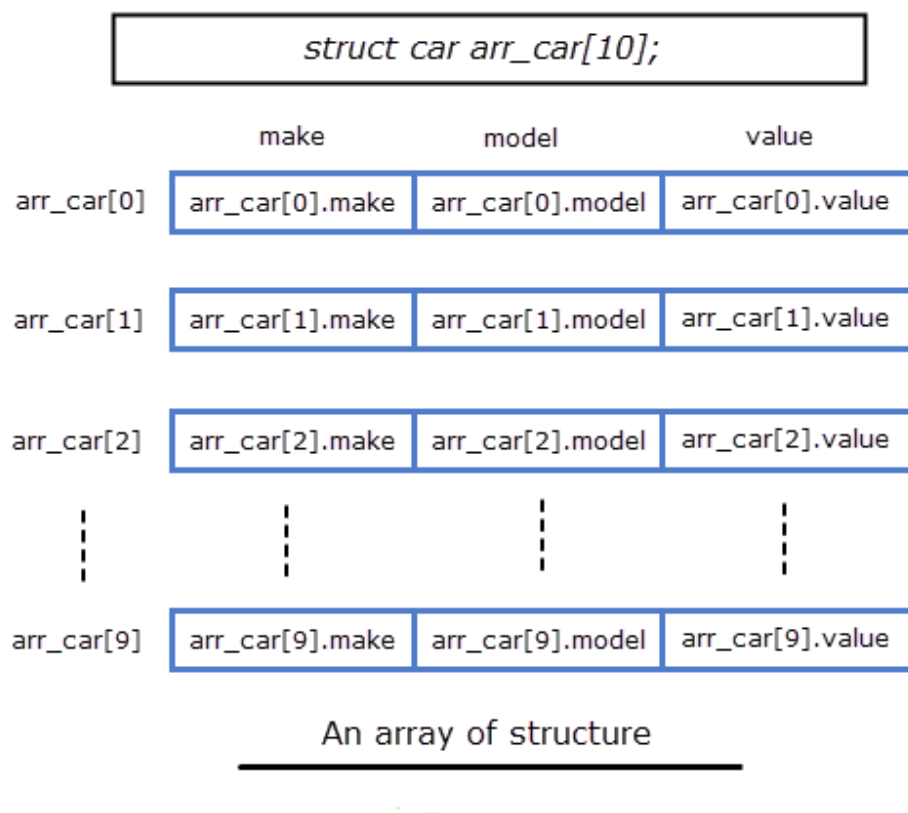 struct car arr_car[10];
make model value
arr_car[0] arr_car[0].make arr_car[0].model arr_car[0].value
arr_car[1] arr_car[1].make arr_car[1].model arr_car[1].value
arr_car[2] arr_car[2].make arr_car[2].model arr_car[2].value
arr_car[9] arr_car[9].make arr_car[9].model arr_car[9].value
An array of structure